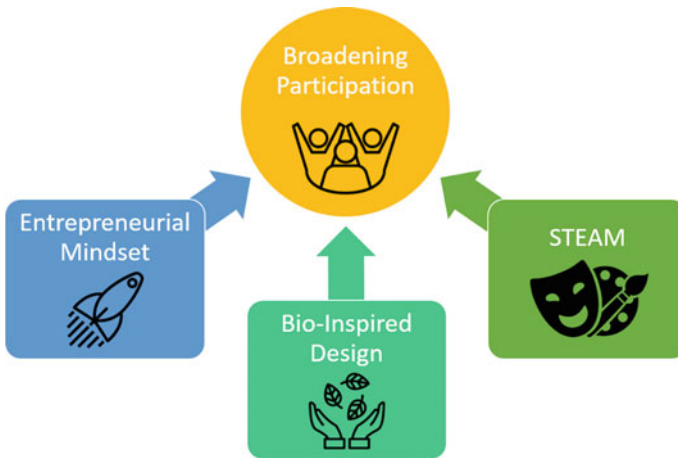 Broadening
Participation
Entrepreneurial
Mindset
Bio-Inspired
Design
STEAM